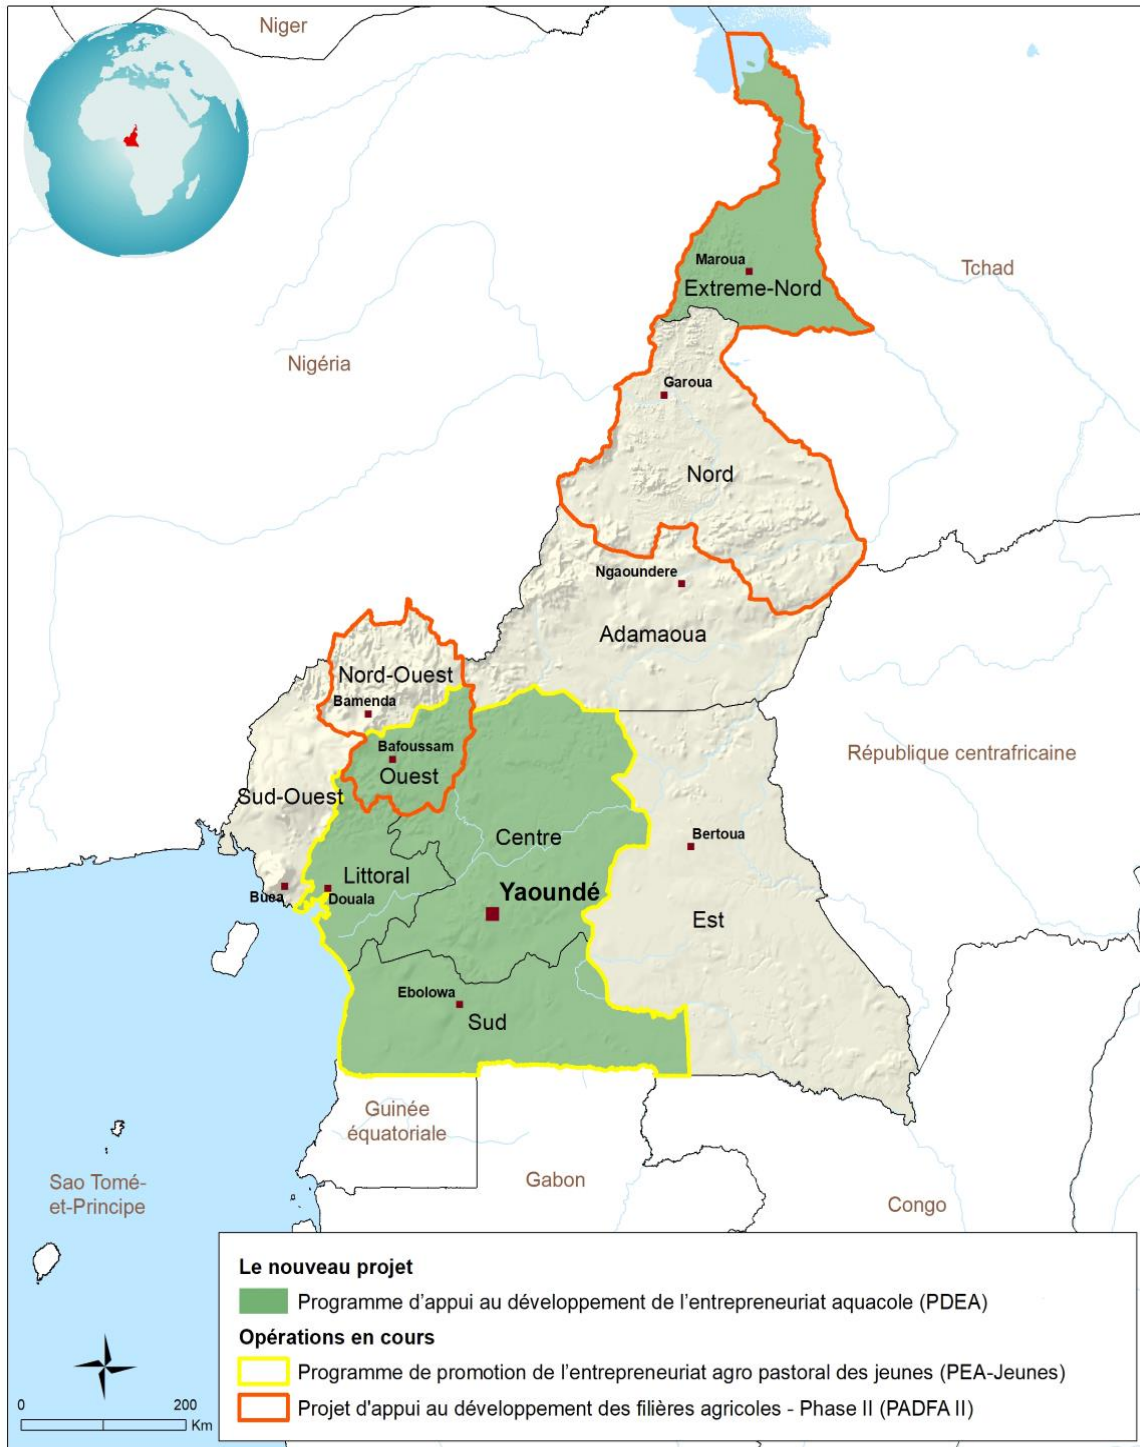 Niger
Tchad
Maroua
Extreme-Nord
Nigéria
Garoua
Nord
Ngaoundere
Adamaoua
Nord-Ouest
Bamenda
Bafoussam
Ouest
République centrafricaine
Sud-Ouest
Centre
Bertoua
Littoral
Yaoundé
Buea
Douala
Est
Ebolowa
Sud
Guinée
équatoriale
Gabon
Sao Tomé-
et-Principe
Congo
Le nouveau projet
Programme d'appui au développement de l'entrepreneuriat aquacole (PDEA)
Opérations en cours
Programme de promotion de l'entrepreneuriat agro pastoral des jeunes (PEA-Jeunes)
Projet d'appui au développement des filières agricoles - Phase II (PADFA II)
0 200
Km